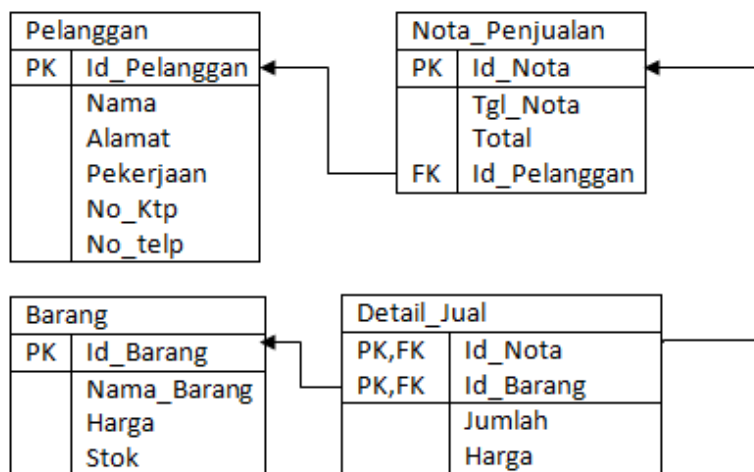 Pelanggan
PK Id_Pelanggan
Nama
Alamat
Pekerjaan
No_Ktp
No_telp
Nota_Penjualan
PK Id_Nota
Tgl_Nota
Total
FK Id_Pelanggan
Barang
PK Id_Barang
Nama_Barang
Harga
Stok
Detail_Jual
PK,FK Id_Nota
PK,FK Id_Barang
Jumlah
Harga